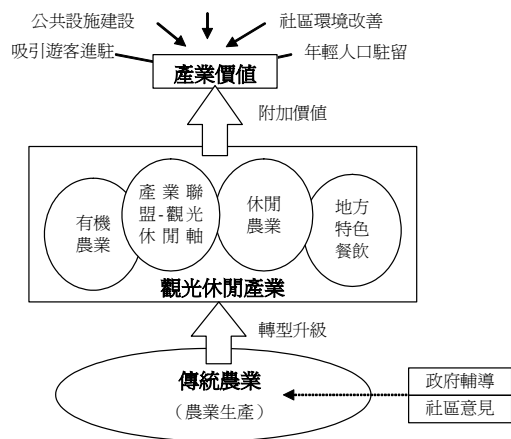 公共設施建設
社區環境改善
吸引遊客進駐
年輕人口駐留
產業價值
附加價值
有機
農業
產業聯
盟-觀光
休閒軸
休閒
農業
地方
特色
餐飲
觀光休閒產業
轉型升級
傳統農業
（農業生產）
政府輔導
社區意見